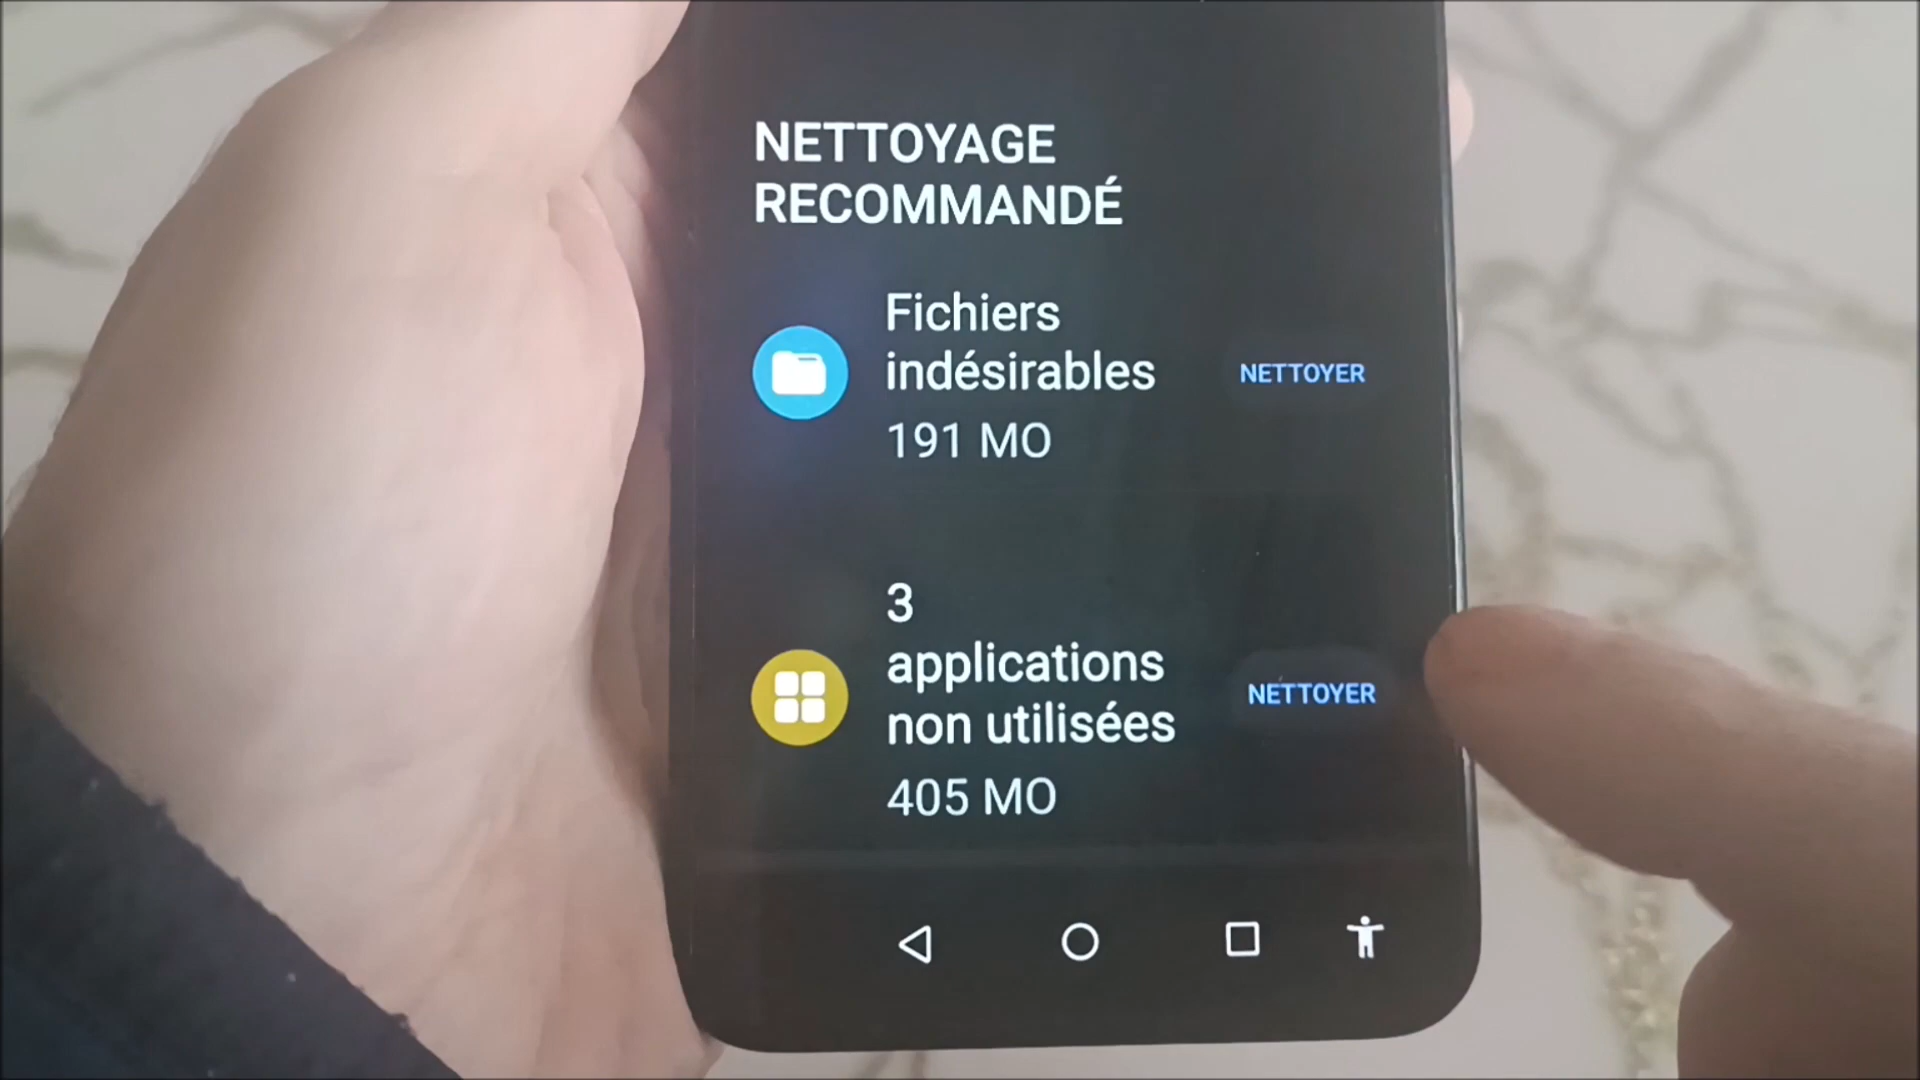 NETTOYAGE
RECOMMANDÉ
Fichiers
indésirables
NETTOYER
191 MO
3
applications
non utilisées
NETTOYER
405 MO